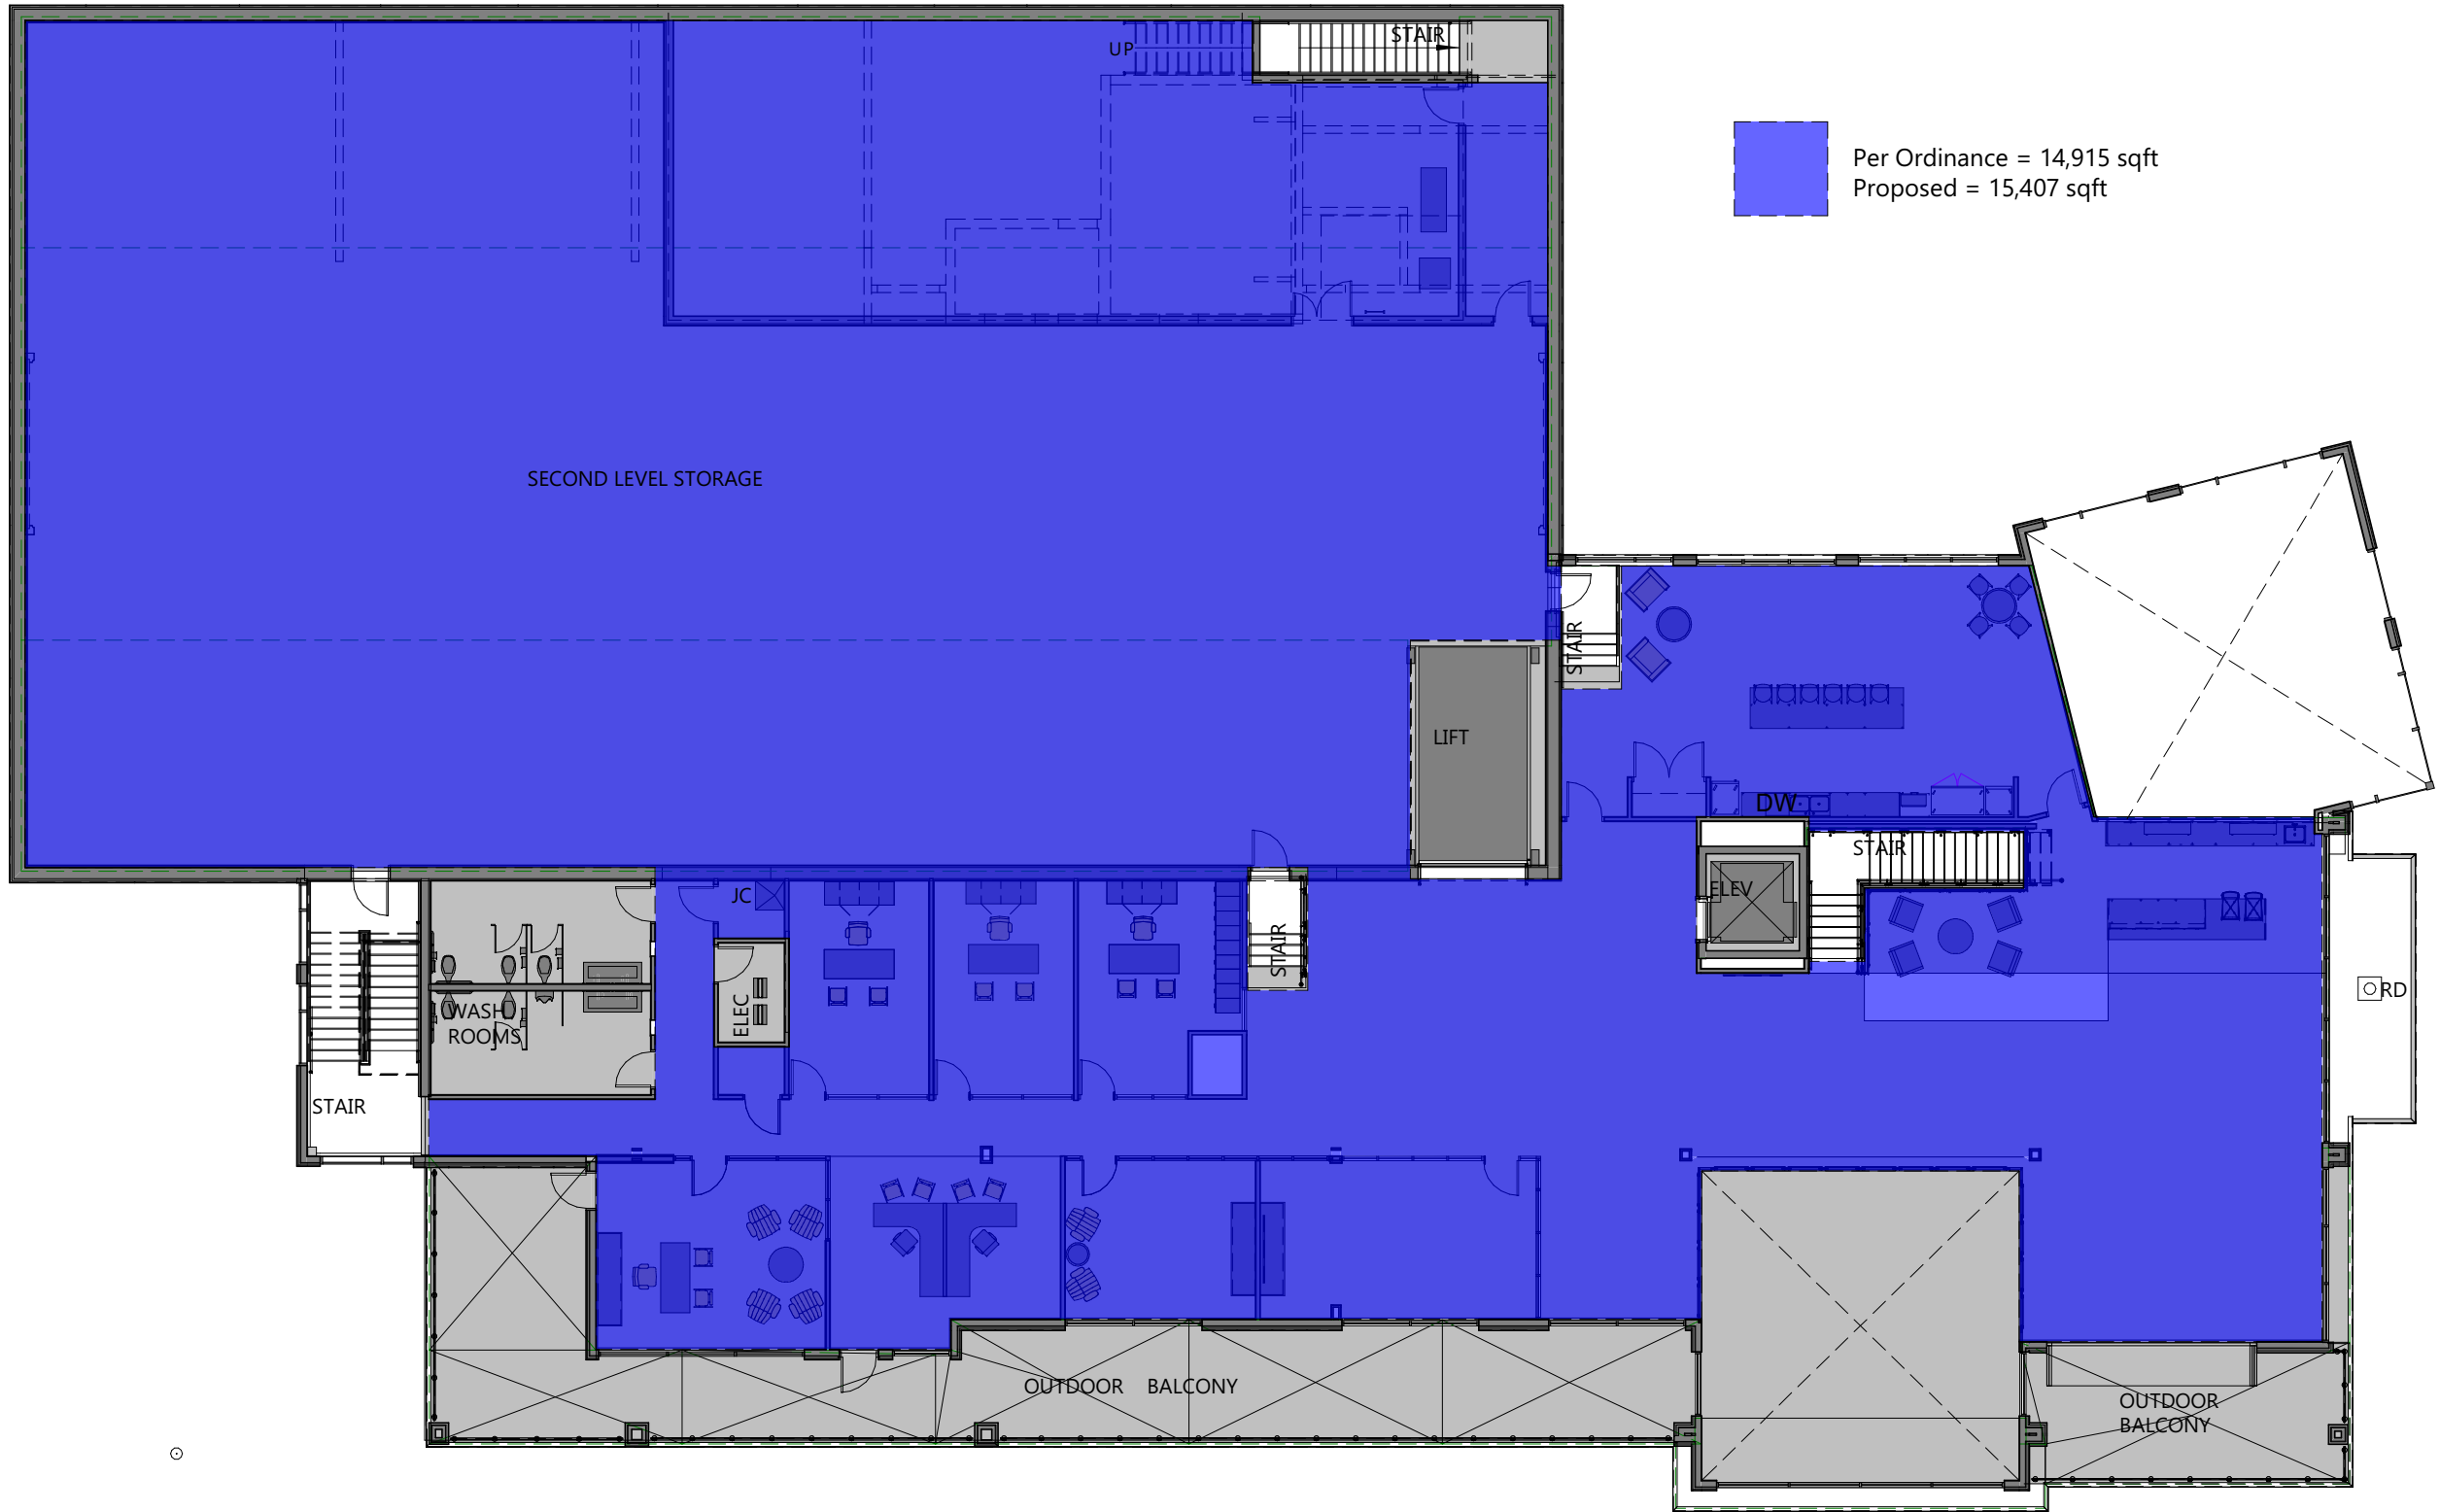 UP
STAIR
Per Ordinance = 14,915 sqft
Proposed = 15,407 sqft
SECOND LEVEL STORAGE
STAIR
LIFT
DW
STAIR
JC
ELEV
STAIR
RD
ELEC
WASH
ROOMS
STAIR
OUTDOOR BALCONY
OUTDOOR
BALCONY